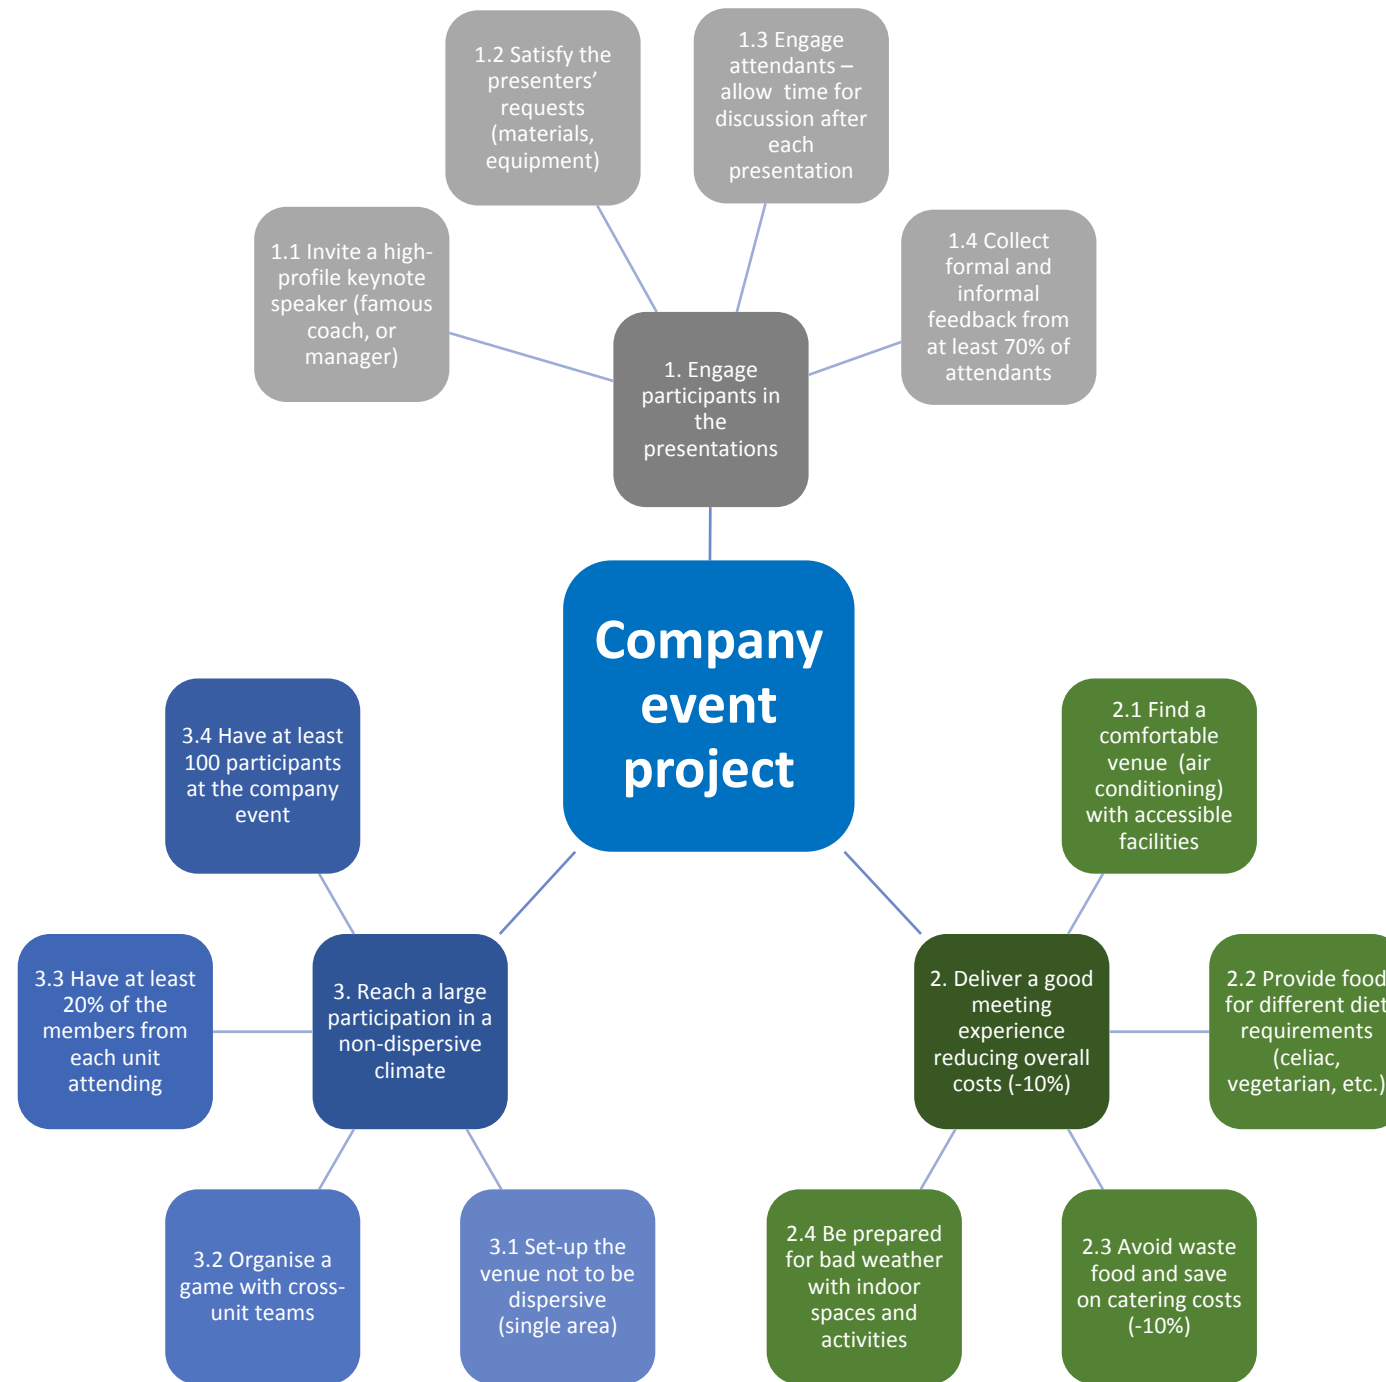 1.2 Satisfy the
presenters’
requests
(materials,
equipment)
1.3 Engage
attendants –
allow  time for
discussion after
each
presentation
1.1 Invite a high-
profile keynote
speaker (famous
coach, or
manager)
1.4 Collect
formal and
informal
feedback from
at least 70% of
attendants
1. Engage
participants in
the
presentations
Company
event
project
3.4 Have at least
100 participants
at the company
event
2.1 Find a
comfortable
venue  (air
conditioning)
with accessible
facilities
3.3 Have at least
20% of the
members from
each unit
attending
3. Reach a large
participation in a
non-dispersive
climate
2. Deliver a good
meeting
experience
reducing overall
costs (-10%)
2.2 Provide food
for different diet
requirements
(celiac,
vegetarian, etc.)
3.2 Organise a
game with cross-
unit teams
3.1 Set-up the
venue not to be
dispersive
(single area)
2.4 Be prepared
for bad weather
with indoor
spaces and
activities
2.3 Avoid waste
food and save
on catering costs
(-10%)